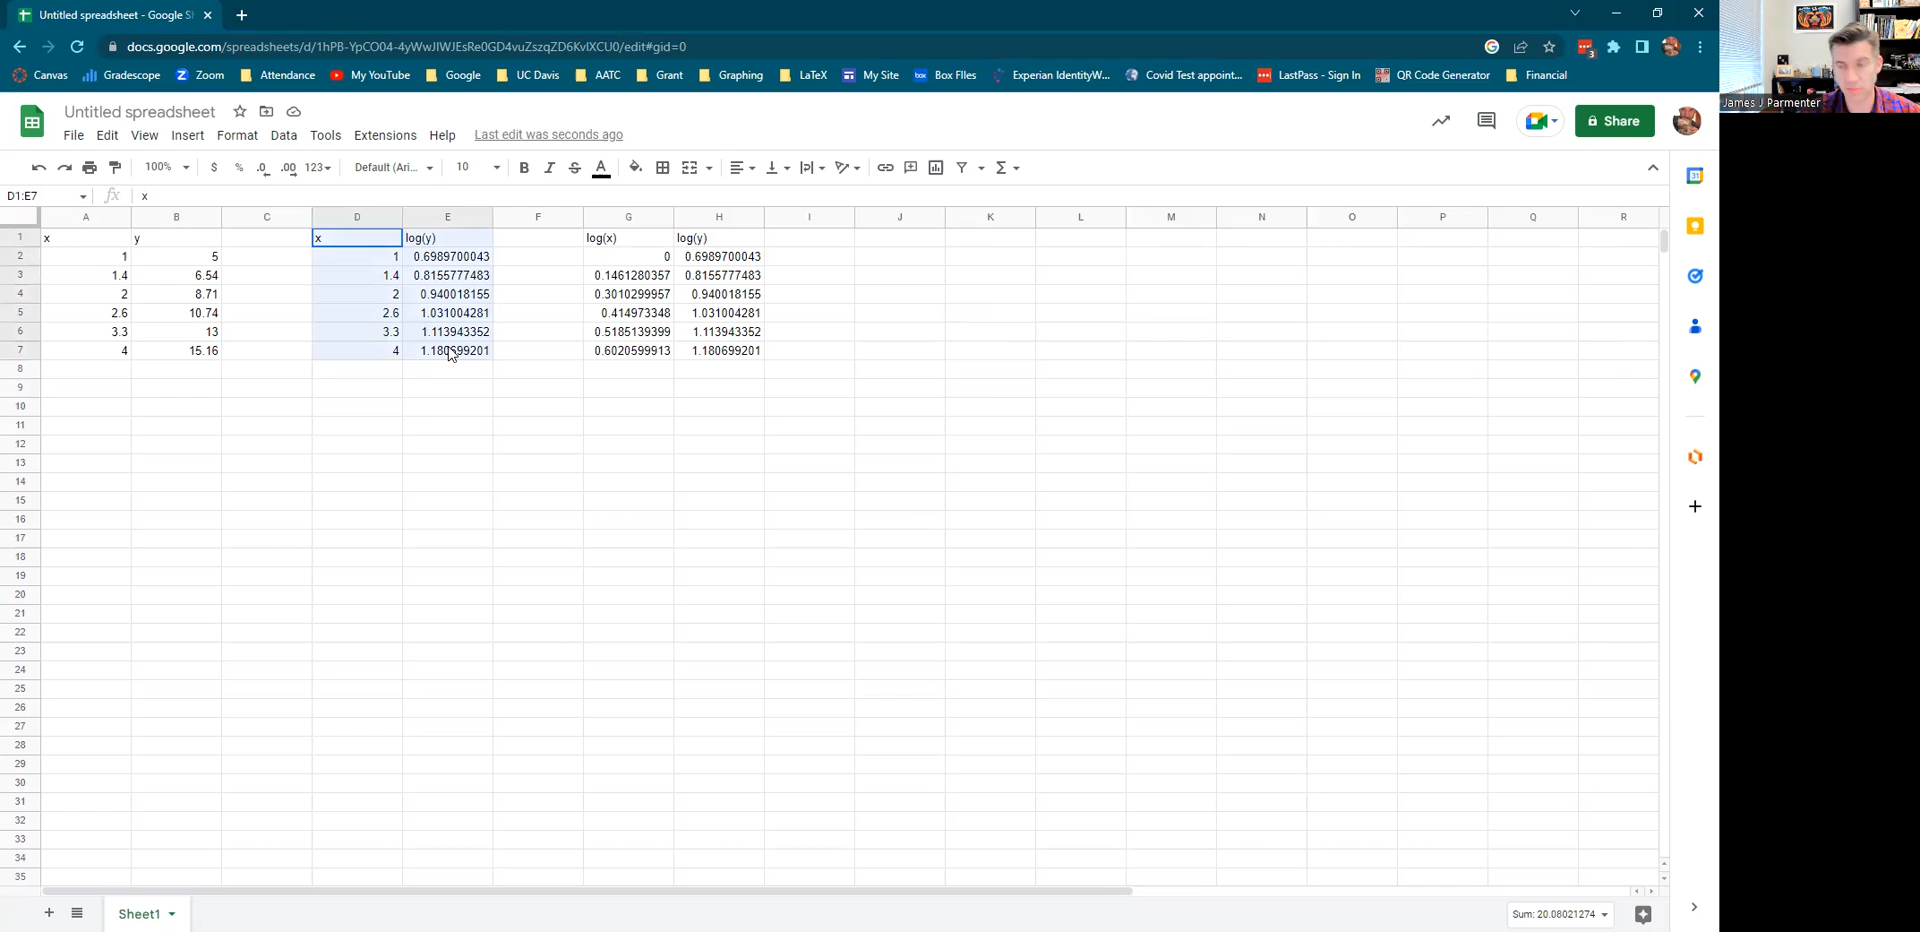 Untitled spreadsheet - Google S
docs.google.com/spreadsheets/d/1hPB-YpCO04-4yWwJIWJEsRe0GD4vuZszqZD6KvIXCU0/edit#gid=0
Canvas Gradescope Zoom Attendance My YouTube Google UC Davis AATC Grant Graphing LaTeX My Site Box FIles Experian IdentityW... Covid Test appoint... LastPass - Sign In QR Code Generator Financial
James J Parmenter
Untitled spreadsheet
File Edit View Insert Format Data Tools Extensions Help Last edit was seconds ago
Share
100% $ % .0 .00 123 Default (Ari... 10 B I S A
D1:E7 fx x
A B C D E F G H I J K L M N O P Q R
1 x y x log(y) log(x) log(y)
2 1 5 1 0.6989700043 0 0.6989700043
3 1.4 6.54 1.4 0.8155777483 0.1461280357 0.8155777483
4 2 8.71 2 0.940018155 0.3010299957 0.940018155
5 2.6 10.74 2.6 1.031004281 0.414973348 1.031004281
6 3.3 13 3.3 1.113943352 0.5185139399 1.113943352
7 4 15.16 4 1.180699201 0.6020599913 1.180699201
8
9
10
11
12
13
14
15
16
17
18
19
20
21
22
23
24
25
26
27
28
29
30
31
32
33
34
35
Sheet1
Sum: 20.08021274